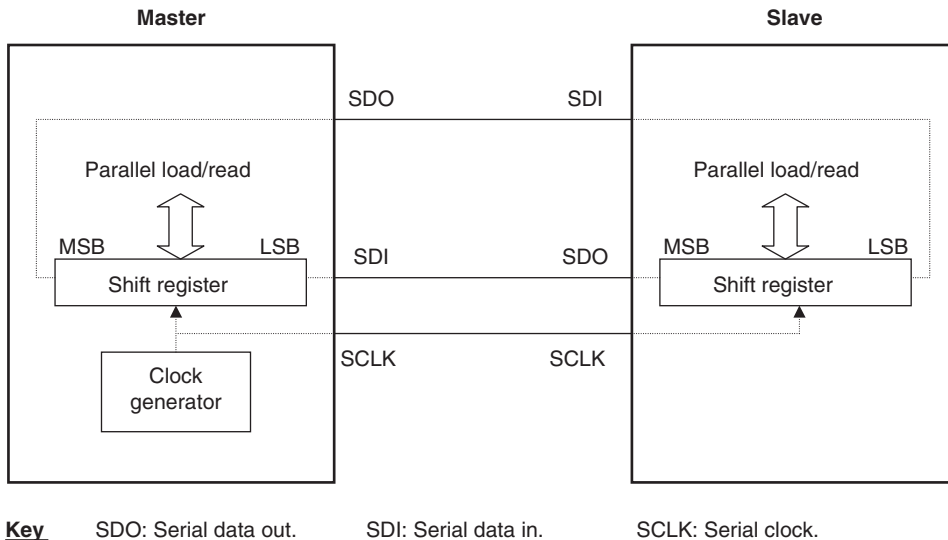 Master Slave
SDO SDI
Parallel load/read Parallel load/read
MSB LSB SDI SDO MSB LSB
Shift register Shift register
SCLK SCLK
Clock
generator
Key SDO: Serial data out. SDI: Serial data in. SCLK: Serial clock.